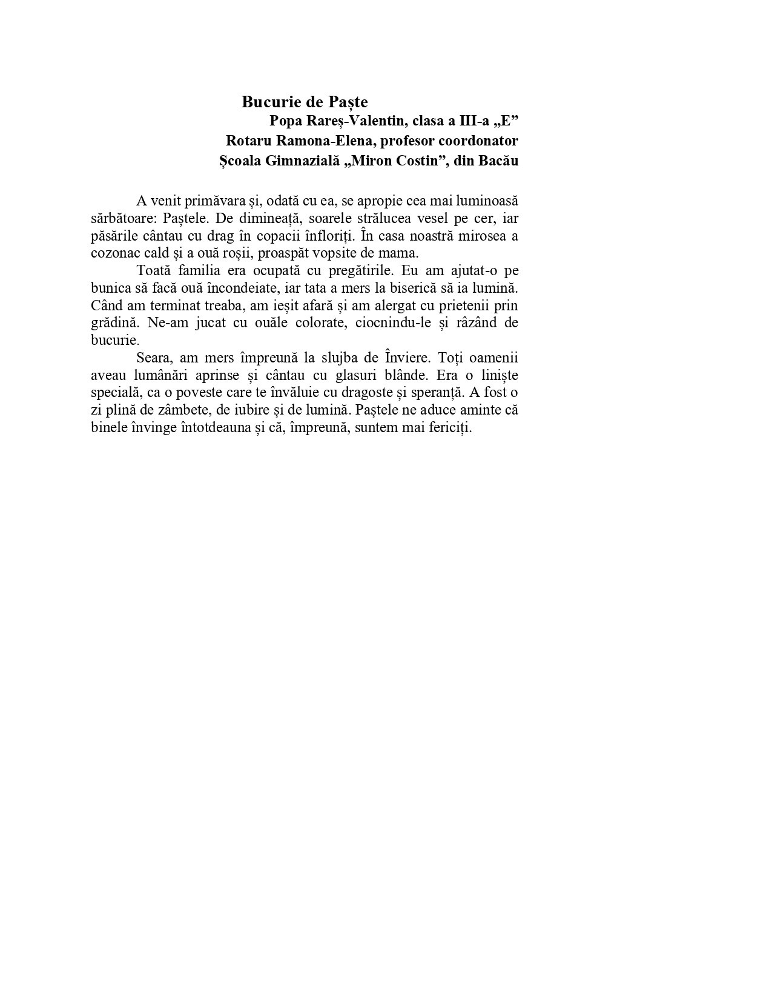 Bucurie de Paște
Popa Rareș-Valentin, clasa a III-a „E”
Rotaru Ramona-Elena, profesor coordonator
Școala Gimnazială „Miron Costin”, din Bacău
A venit primăvara și, odată cu ea, se apropie cea mai luminoasă
sărbătoare: Paștele. De dimineață, soarele strălucea vesel pe cer, iar
păsările cântau cu drag în copacii înfloriți. În casa noastră mirosea a
cozonac cald și a ouă roșii, proaspăt vopsite de mama.
Toată familia era ocupată cu pregătirile. Eu am ajutat-o pe
bunica să facă ouă încondeiate, iar tata a mers la biserică să ia lumină.
Când am terminat treaba, am ieșit afară și am alergat cu prietenii prin
grădină. Ne-am jucat cu ouăle colorate, ciocnindu-le și râzând de
bucurie.
Seara, am mers împreună la slujba de Înviere. Toți oamenii
aveau lumânări aprinse și cântau cu glasuri blânde. Era o liniște
specială, ca o poveste care te învăluie cu dragoste și speranță. A fost o
zi plină de zâmbete, de iubire și de lumină. Paștele ne aduce aminte că
binele învinge întotdeauna și că, împreună, suntem mai fericiți.